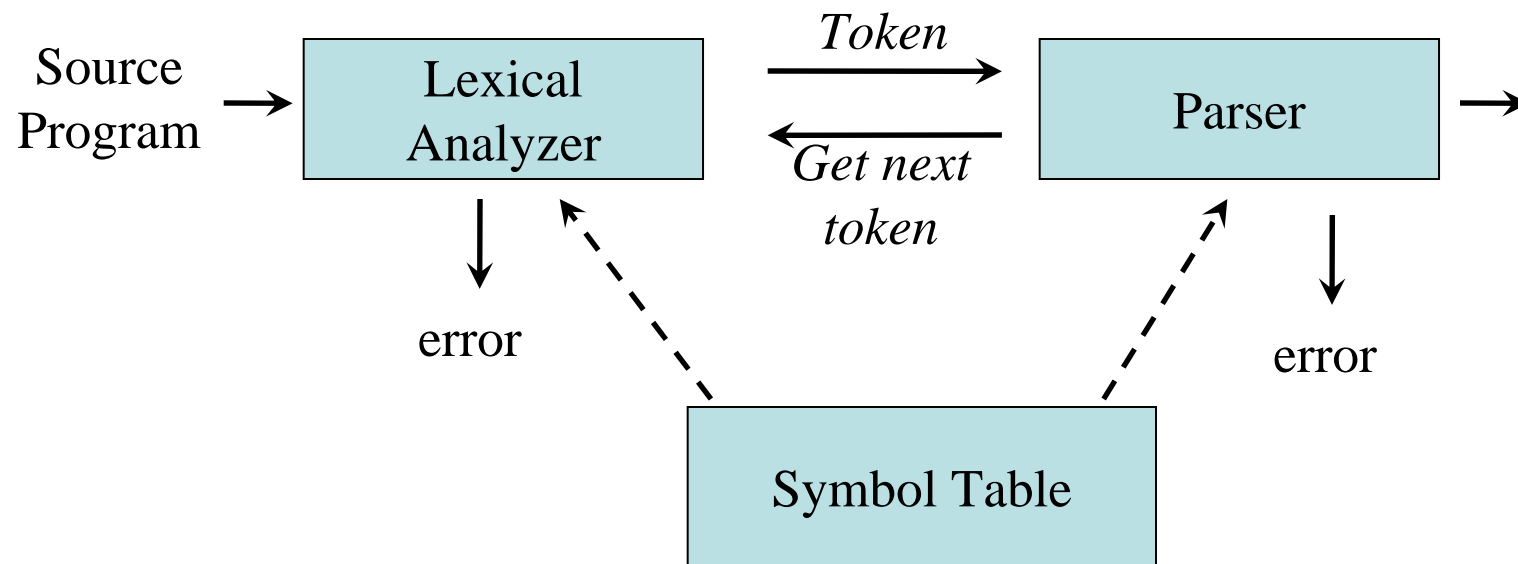 Source
Program
Lexical
Analyzer
Token
Get next
token
Parser
error
error
Symbol Table